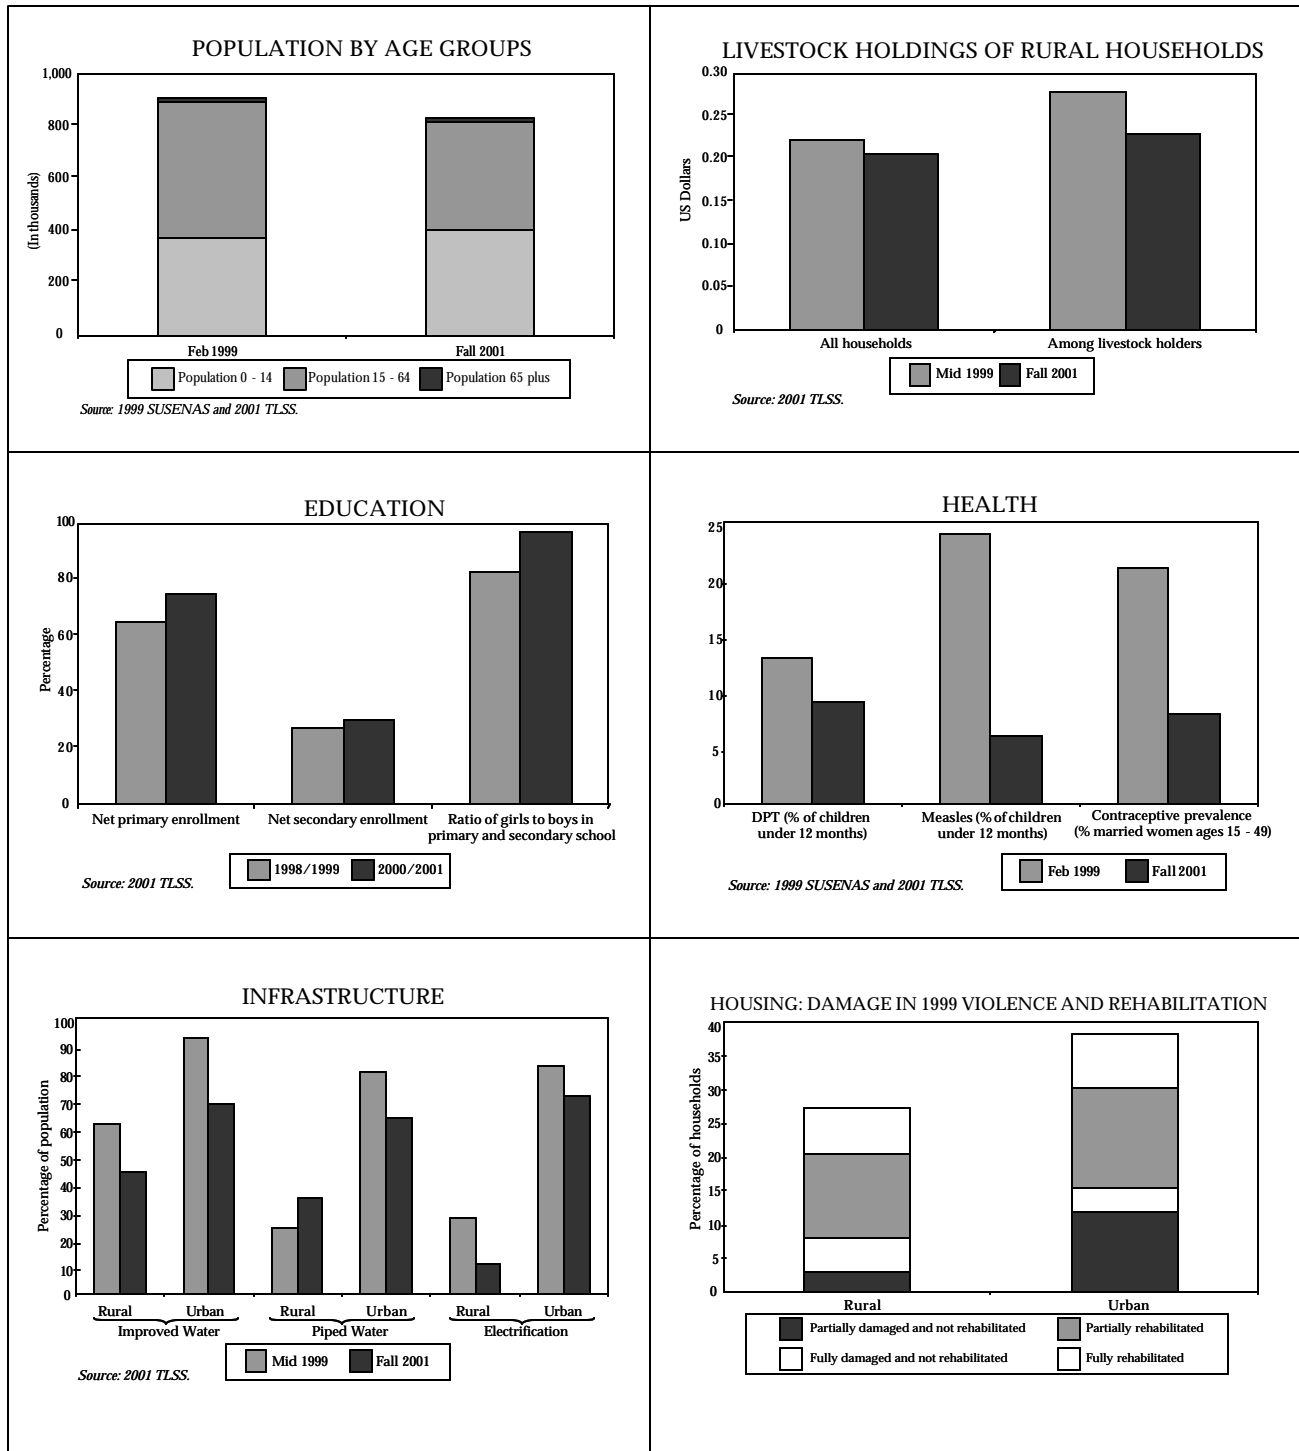 POPULATION BY AGE GROUPS
(In thousands)
1,000
800
600
400
200
0
Feb 1999
Fall 2001
Population 0 - 14
Population 15 - 64
Population 65 plus
Source: 1999 SUSENAS and 2001 TLSS.
LIVESTOCK HOLDINGS OF RURAL HOUSEHOLDS
US Dollars
0.30
0.25
0.20
0.15
0.10
0.05
0
All households
Among livestock holders
Mid 1999
Fall 2001
Source: 2001 TLSS.
EDUCATION
Percentage
100
80
60
40
20
0
Net primary enrollment
Net secondary enrollment
Ratio of girls to boys in
primary and secondary school
1998/1999
2000/2001
Source: 2001 TLSS.
HEALTH
25
20
15
10
5
0
DPT (% of children
under 12 months)
Measles (% of children
under 12 months)
Contraceptive prevalence
(% married women ages 15 - 49)
Feb 1999
Fall 2001
Source: 1999 SUSENAS and 2001 TLSS.
INFRASTRUCTURE
Percentage of population
100
90
80
70
60
50
40
30
20
10
0
Rural
Urban
Rural
Urban
Rural
Urban
Improved Water
Piped Water
Electrification
Mid 1999
Fall 2001
Source: 2001 TLSS.
HOUSING: DAMAGE IN 1999 VIOLENCE AND REHABILITATION
Percentage of households
40
35
30
25
20
15
10
5
0
Rural
Urban
Partially damaged and not rehabilitated
Partially rehabilitated
Fully damaged and not rehabilitated
Fully rehabilitated